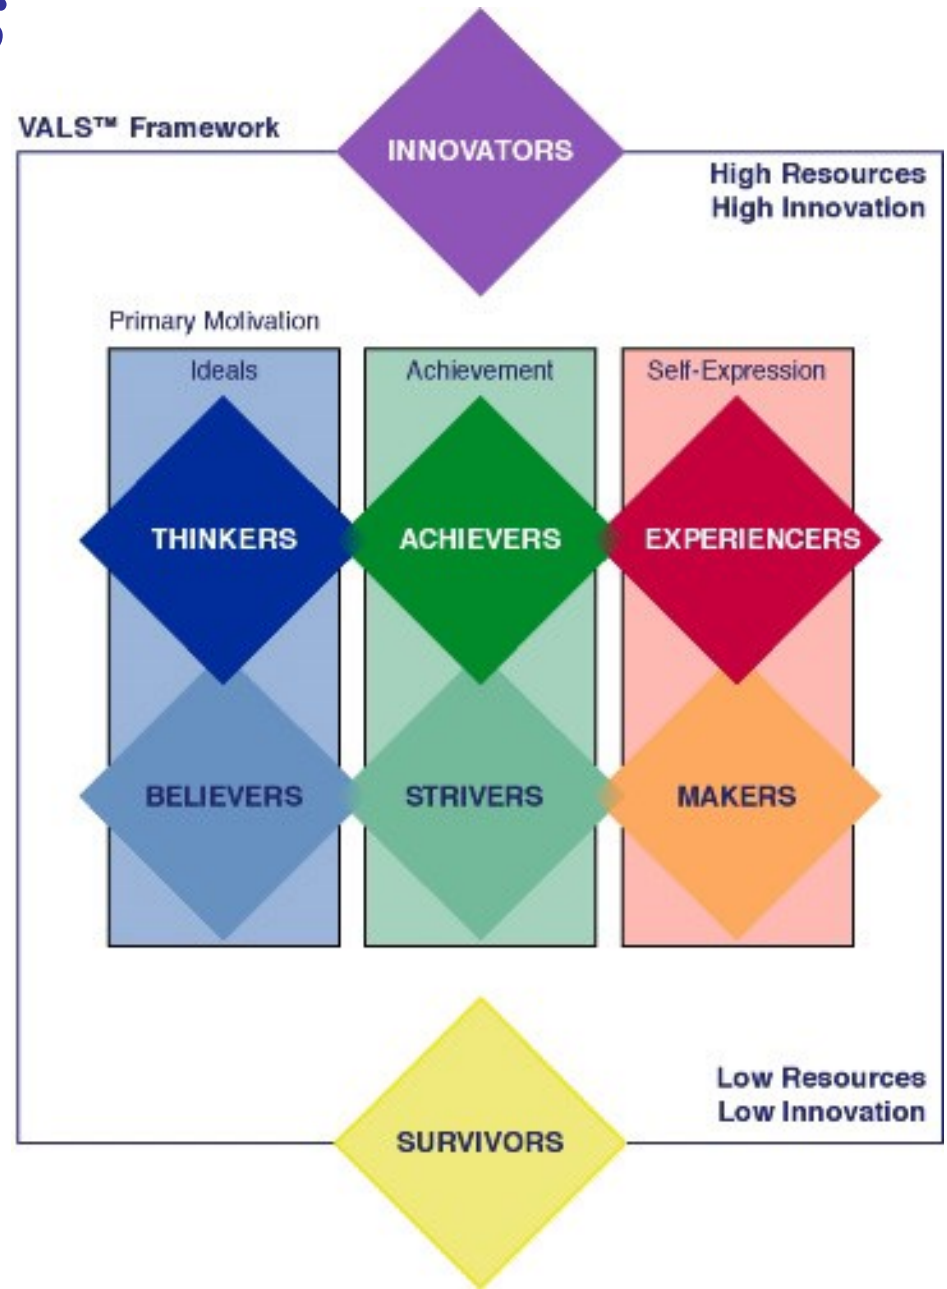 VALS™ Framework
INNOVATORS
High Resources
High Innovation
Primary Motivation
Ideals
Achievement
Self-Expression
THINKERS
ACHIEVERS
EXPERIENCERS
BELIEVERS
STRIVERS
MAKERS
Low Resources
Low Innovation
SURVIVORS